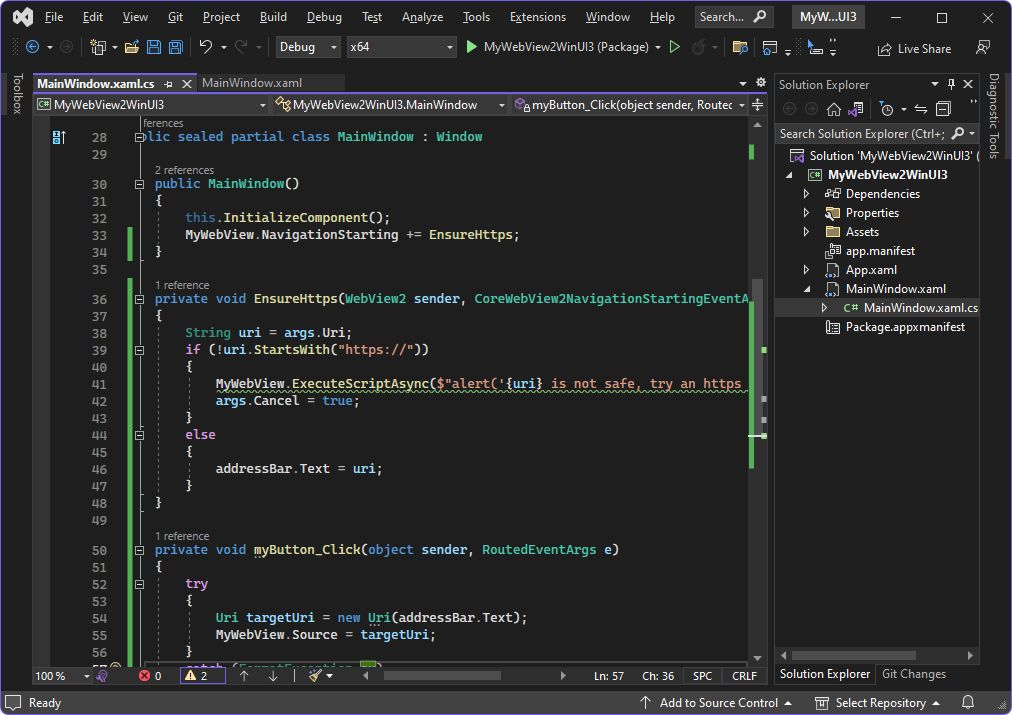 File Edit View Git Project Build Debug Test Analyze Tools Extensions Window Help Search... MyW...UI3
Debug x64 MyWebView2WinUI3 (Package) Live Share
Toolbox
MainWindow.xaml.cs MainWindow.xaml
C# MyWebView2WinUI3 MyWebView2WinUI3.MainWindow myButton_Click(object sender, Routec
ferences
28 blic sealed partial class MainWindow : Window
29
2 references
30 public MainWindow()
31 {
32 this.InitializeComponent();
33 MyWebView.NavigationStarting += EnsureHttps;
34 }
35
1 reference
36 private void EnsureHttps(WebView2 sender, CoreWebView2NavigationStartingEventA
37 {
38 String uri = args.Uri;
39 if (!uri.StartsWith("https://"))
40 {
41 MyWebView.ExecuteScriptAsync($"alert('{uri} is not safe, try an https
42 args.Cancel = true;
43 }
44 else
45 {
46 addressBar.Text = uri;
47 }
48 }
49
1 reference
50 private void myButton_Click(object sender, RoutedEventArgs e)
51 {
52 try
53 {
54 Uri targetUri = new Uri(addressBar.Text);
55 MyWebView.Source = targetUri;
56 }
57 catch (FormatException ex)
100 % 0 2 Ln: 57 Ch: 36 SPC CRLF
Solution Explorer
Search Solution Explorer (Ctrl+;
Solution 'MyWebView2WinUI3' (
C# MyWebView2WinUI3
Dependencies
Properties
Assets
app.manifest
App.xaml
MainWindow.xaml
C# MainWindow.xaml.cs
Package.appxmanifest
Solution Explorer Git Changes
Diagnostic Tools
Ready Add to Source Control Select Repository